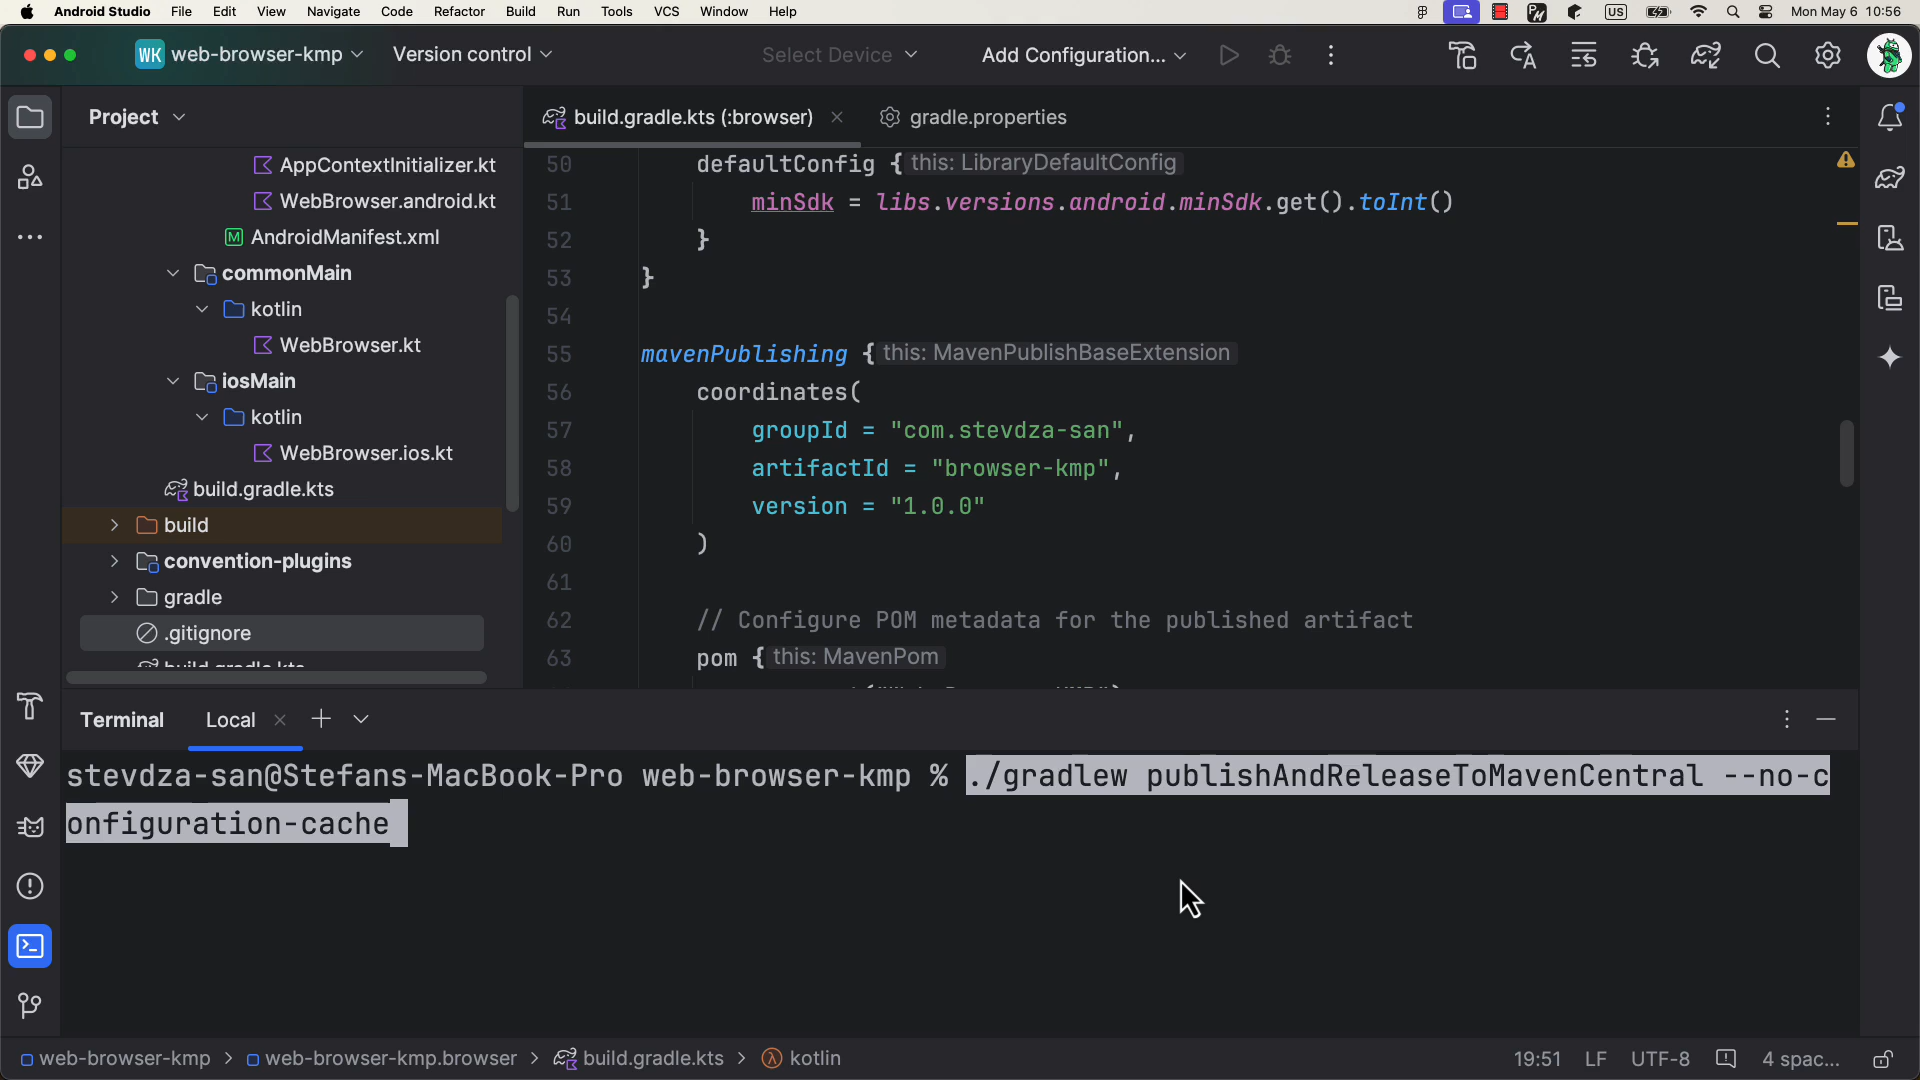 Android Studio File Edit View Navigate Code Refactor Build Run Tools VCS Window Help US Mon May 6 10:56
WK web-browser-kmp Version control Select Device Add Configuration...
Project
build.gradle.kts (:browser)
gradle.properties
AppContextInitializer.kt
WebBrowser.android.kt
AndroidManifest.xml
commonMain
kotlin
WebBrowser.kt
iosMain
kotlin
WebBrowser.ios.kt
build.gradle.kts
build
convention-plugins
gradle
.gitignore
build.gradle.kts
50 defaultConfig { this: LibraryDefaultConfig
51 minSdk = libs.versions.android.minSdk.get().toInt()
52 }
53 }
54
55 mavenPublishing { this: MavenPublishBaseExtension
56 coordinates(
57 groupId = "com.stevdza-san",
58 artifactId = "browser-kmp",
59 version = "1.0.0"
60 )
61
62 // Configure POM metadata for the published artifact
63 pom { this: MavenPom
Terminal Local
stevdza-san@Stefans-MacBook-Pro web-browser-kmp % ./gradlew publishAndReleaseToMavenCentral --no-c
onfiguration-cache
web-browser-kmp > web-browser-kmp.browser > build.gradle.kts > kotlin
19:51 LF UTF-8 4 spac...